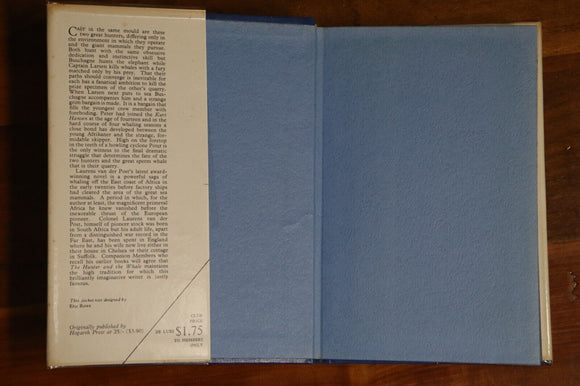 CAST in the same mould are these
two great hunters, differing only in
the environment in which they operate
and the giant mammals they pursue.
Both hunt with the same obsessive
dedication and instinctive skill but
Buschagne hunts the elephant while
Captain Larsen kills whales with a fury
matched only by his prey. That their
paths should converge is inevitable for
each has a fanatical ambition to kill the
prize specimen of the other's quarry.
When Larsen next puts to sea Bus-
chagne accompanies him and a strange
grim bargain is made. It is a bargain that
fills the youngest crew member with
foreboding. Peter had joined the Kurt
Hansen at the age of fourteen and in the
hard course of four whaling seasons a
close bond has developed between the
young Afrikaner and the strange, for-
midable skipper. High on the foretop
in the teeth of a howling cyclone Peter is
the only witness to the final dramatic
struggle that determines the fate of the
two hunters and the great sperm whale
that is their quarry.
Laurens van der Post's latest award-
winning novel is a powerful saga of
whaling off the East coast of Africa in
the early twenties before factory ships
had cleared the area of the great sea
mammals. A period in which, for the
author at least, the magnificent primeval
Africa he knew vanished before the
inexorable thrust of the European
pioneer. Colonel Laurens van der
Post, himself of pioneer stock was born
in South Africa but his adult life, apart
from a distinguished war record in the
Far East, has been spent in England
where he and his wife now live either in
their house in Chelsea or their cottage
in Suffolk. Companion Members who
recall his earlier books will agree that
The Hunter and the Whale maintains
the high tradition for which this
brilliantly imaginative writer is justly
famous.
This jacket was designed by
Originally published by
Hogarth Press at 25/- ($3.90)
CLUB
PRICE
DE LUXE $1.75
TO MEMBERS
ONLY